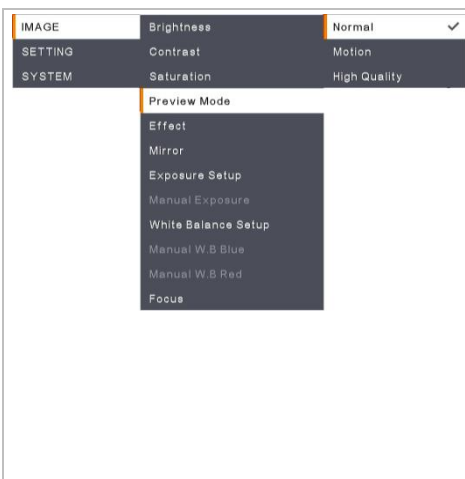 IMAGE
SETTING
SYSTEM
Brightness
Contrast
Saturation
Preview Mode
Effect
Mirror
Exposure Setup
Manual Exposure
White Balance Setup
Manual W.B Blue
Manual W.B Red
Focus
Normal
Motion
High Quality